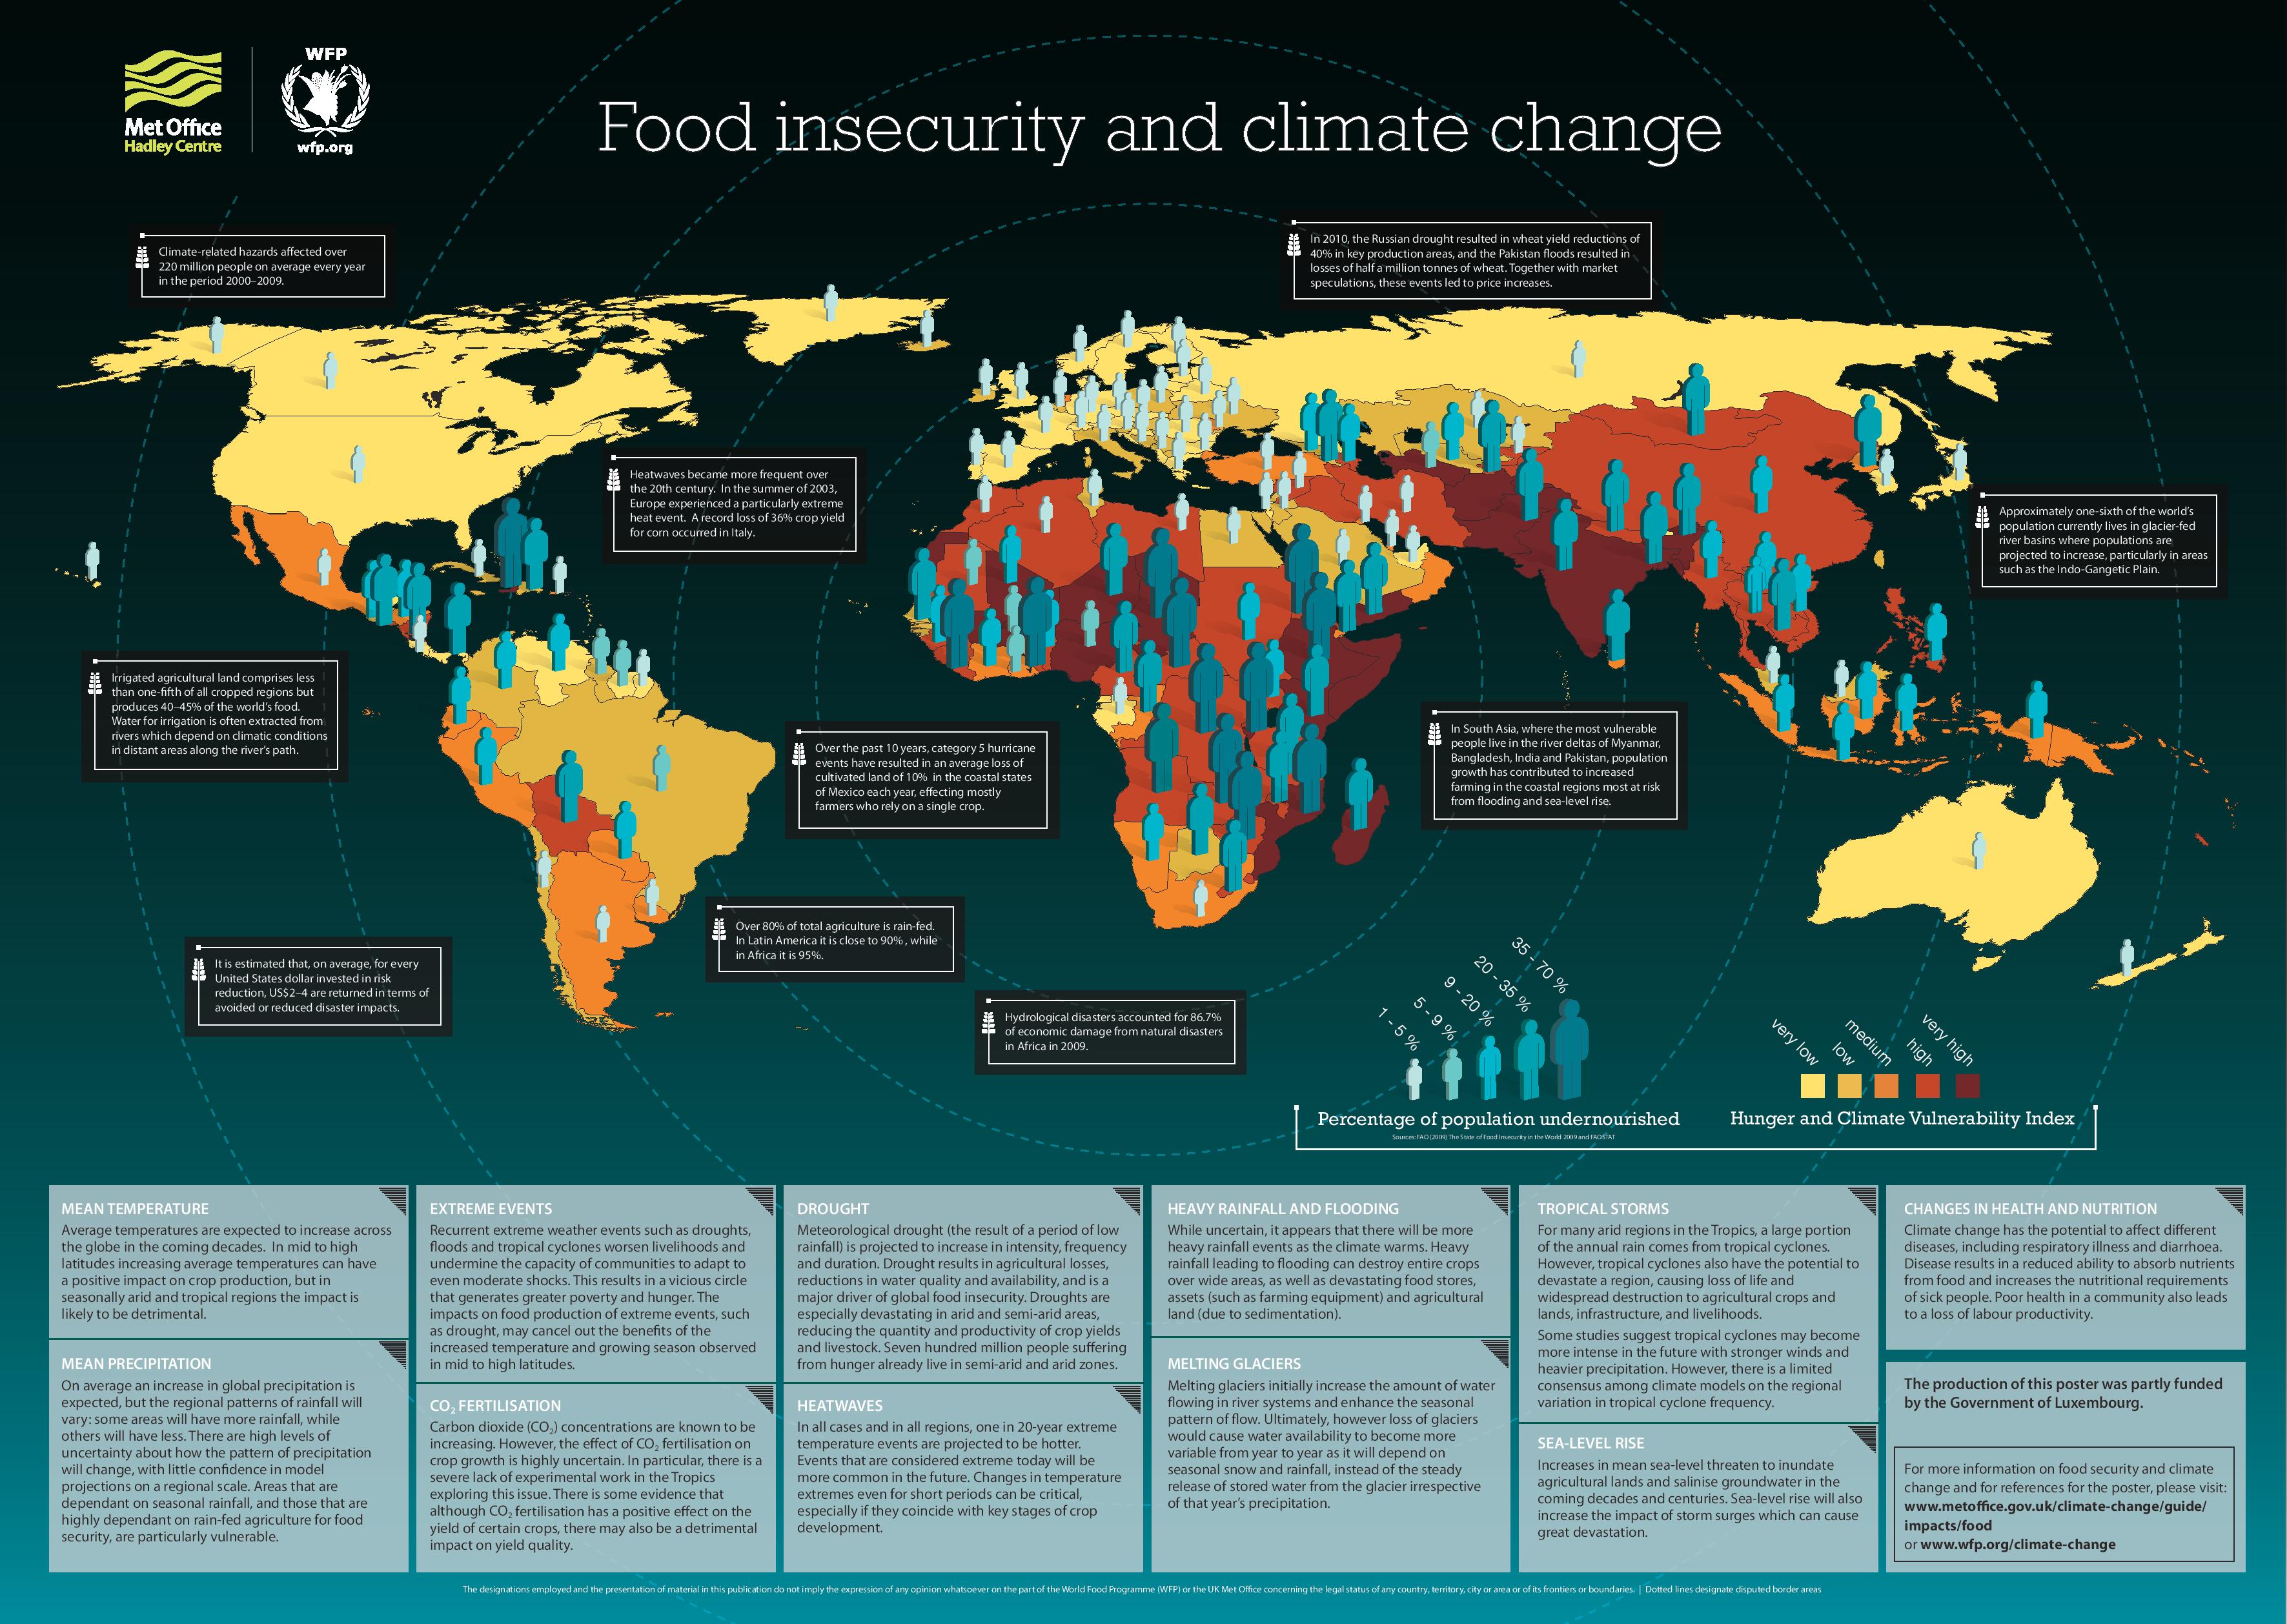 WFP
Met Office
Hadley Centre
wfp.org
Food insecurity and climate change
Climate-related hazards affected over
220 million people on average every year
in the period 2000–2009.
In 2010, the Russian drought resulted in wheat yield reductions of
40% in key production areas, and the Pakistan floods resulted in
losses of half a million tonnes of wheat. Together with market
speculations, these events led to price increases.
Heatwaves became more frequent over
the 20th century. In the summer of 2003,
Europe experienced a particularly extreme
heat event. A record loss of 36% crop yield
for corn occurred in Italy.
Approximately one-sixth of the world's
population currently lives in glacier-fed
river basins where populations are
projected to increase, particularly in areas
such as the Indo-Gangetic Plain.
Irrigated agricultural land comprises less
than one-fifth of all cropped regions but
produces 40–45% of the world's food.
Water for irrigation is often extracted from
rivers which depend on climatic conditions
in distant areas along the river's path.
Over the past 10 years, category 5 hurricane
events have resulted in an average loss of
cultivated land of 10% in the coastal states
of Mexico each year, effecting mostly
farmers who rely on a single crop.
In South Asia, where the most vulnerable
people live in the river deltas of Myanmar,
Bangladesh, India and Pakistan, population
growth has contributed to increased
farming in the coastal regions most at risk
from flooding and sea-level rise.
Over 80% of total agriculture is rain-fed.
In Latin America it is close to 90% , while
in Africa it is 95%.
It is estimated that, on average, for every
United States dollar invested in risk
reduction, US$2–4 are returned in terms of
avoided or reduced disaster impacts.
Hydrological disasters accounted for 86.7%
of economic damage from natural disasters
in Africa in 2009.
1 - 5 %
5 - 9 %
9 - 20 %
20 - 35 %
35 - 70 %
Percentage of population undernourished
Sources: FAO (2009) The State of Food Insecurity in the World 2009 and FAOSTAT
very low
low
medium
high
very high
Hunger and Climate Vulnerability Index
MEAN TEMPERATURE
Average temperatures are expected to increase across
the globe in the coming decades. In mid to high
latitudes increasing average temperatures can have
a positive impact on crop production, but in
seasonally arid and tropical regions the impact is
likely to be detrimental.
MEAN PRECIPITATION
On average an increase in global precipitation is
expected, but the regional patterns of rainfall will
vary: some areas will have more rainfall, while
others will have less. There are high levels of
uncertainty about how the pattern of precipitation
will change, with little confidence in model
projections on a regional scale. Areas that are
dependant on seasonal rainfall, and those that are
highly dependant on rain-fed agriculture for food
security, are particularly vulnerable.
EXTREME EVENTS
Recurrent extreme weather events such as droughts,
floods and tropical cyclones worsen livelihoods and
undermine the capacity of communities to adapt to
even moderate shocks. This results in a vicious circle
that generates greater poverty and hunger. The
impacts on food production of extreme events, such
as drought, may cancel out the benefits of the
increased temperature and growing season observed
in mid to high latitudes.
CO₂ FERTILISATION
Carbon dioxide (CO₂) concentrations are known to be
increasing. However, the effect of CO₂ fertilisation on
crop growth is highly uncertain. In particular, there is a
severe lack of experimental work in the Tropics
exploring this issue. There is some evidence that
although CO₂ fertilisation has a positive effect on the
yield of certain crops, there may also be a detrimental
impact on yield quality.
DROUGHT
Meteorological drought (the result of a period of low
rainfall) is projected to increase in intensity, frequency
and duration. Drought results in agricultural losses,
reductions in water quality and availability, and is a
major driver of global food insecurity. Droughts are
especially devastating in arid and semi-arid areas,
reducing the quantity and productivity of crop yields
and livestock. Seven hundred million people suffering
from hunger already live in semi-arid and arid zones.
HEATWAVES
In all cases and in all regions, one in 20-year extreme
temperature events are projected to be hotter.
Events that are considered extreme today will be
more common in the future. Changes in temperature
extremes even for short periods can be critical,
especially if they coincide with key stages of crop
development.
HEAVY RAINFALL AND FLOODING
While uncertain, it appears that there will be more
heavy rainfall events as the climate warms. Heavy
rainfall leading to flooding can destroy entire crops
over wide areas, as well as devastating food stores,
assets (such as farming equipment) and agricultural
land (due to sedimentation).
MELTING GLACIERS
Melting glaciers initially increase the amount of water
flowing in river systems and enhance the seasonal
pattern of flow. Ultimately, however loss of glaciers
would cause water availability to become more
variable from year to year as it will depend on
seasonal snow and rainfall, instead of the steady
release of stored water from the glacier irrespective
of that year's precipitation.
TROPICAL STORMS
For many arid regions in the Tropics, a large portion
of the annual rain comes from tropical cyclones.
However, tropical cyclones also have the potential to
devastate a region, causing loss of life and
widespread destruction to agricultural crops and
lands, infrastructure, and livelihoods.
Some studies suggest tropical cyclones may become
more intense in the future with stronger winds and
heavier precipitation. However, there is a limited
consensus among climate models on the regional
variation in tropical cyclone frequency.
SEA-LEVEL RISE
Increases in mean sea-level threaten to inundate
agricultural lands and salinise groundwater in the
coming decades and centuries. Sea-level rise will also
increase the impact of storm surges which can cause
great devastation.
CHANGES IN HEALTH AND NUTRITION
Climate change has the potential to affect different
diseases, including respiratory illness and diarrhoea.
Disease results in a reduced ability to absorb nutrients
from food and increases the nutritional requirements
of sick people. Poor health in a community also leads
to a loss of labour productivity.
The production of this poster was partly funded
by the Government of Luxembourg.
For more information on food security and climate
change and for references for the poster, please visit:
www.metoffice.gov.uk/climate-change/guide/
impacts/food
or www.wfp.org/climate-change
The designations employed and the presentation of material in this publication do not imply the expression of any opinion whatsoever on the part of the World Food Programme (WFP) or the UK Met Office concerning the legal status of any country, territory, city or area or of its frontiers or boundaries. | Dotted lines designate disputed border areas